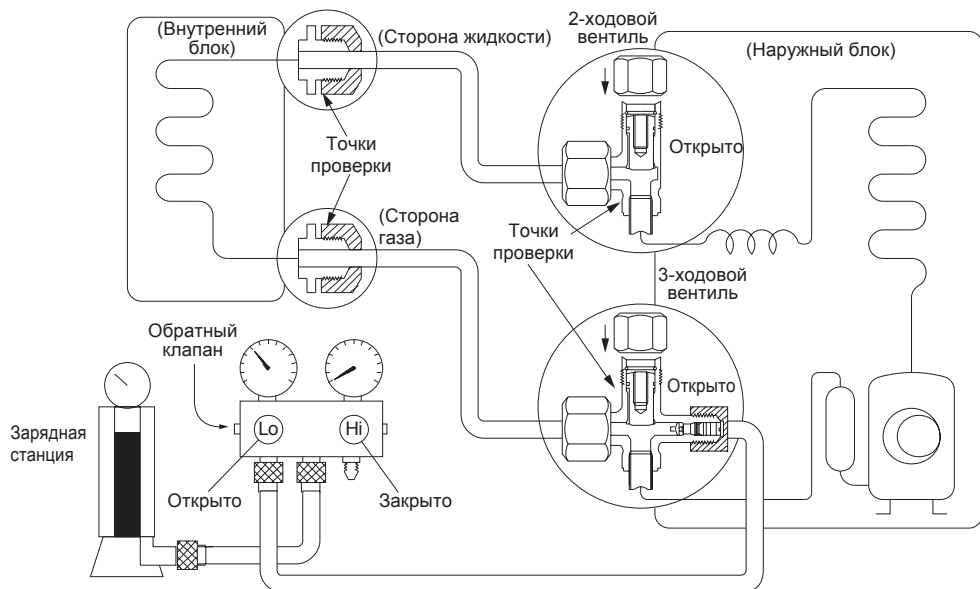 (Внутренний
блок)
(Сторона жидкости)
2-ходовой
вентиль
(Наружный блок)
Точки
проверки
Открыто
(Сторона
газа)
Точки
проверки
3-ходовой
вентиль
Обратный
клапан
Открыто
Зарядная
станция
Lo
Hi
Открыто
Закрыто